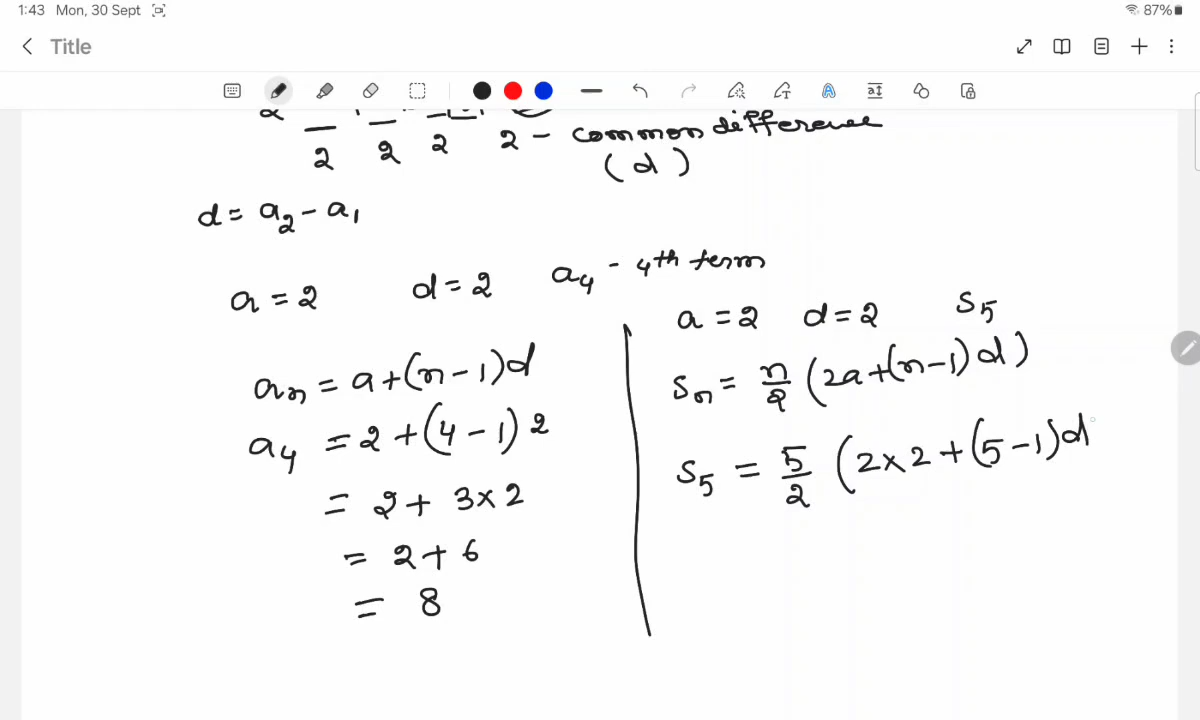 1:43 Mon, 30 Sept
87%
Title
2 2 2 2 - common difference
(d)
d = a₂ - a₁
a = 2 d = 2 a₄ - 4th term
aₙ = a + (n - 1)d
a₄ = 2 + (4 - 1) 2
= 2 + 3 × 2
= 2 + 6
= 8
a = 2 d = 2 S₅
Sₙ = n/2 (2a + (n - 1) d)
S₅ = 5/2 (2 × 2 + (5 - 1) d